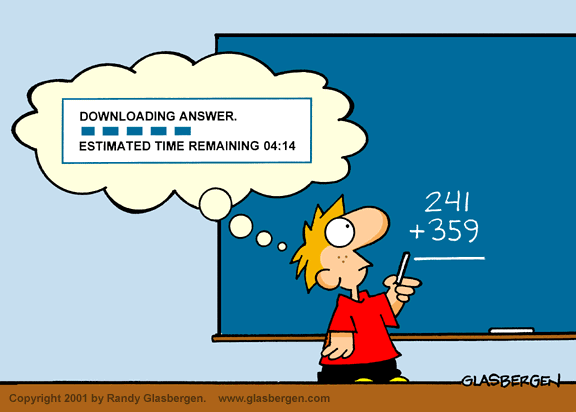 DOWNLOADING ANSWER.
ESTIMATED TIME REMAINING 04:14
241
+359
GLASBERGEN
Copyright 2001 by Randy Glasbergen. www.glasbergen.com